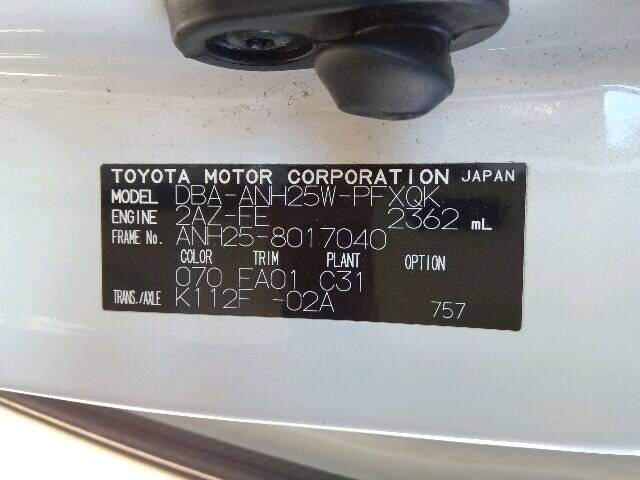 TOYOTA MOTOR CORPORATION JAPAN
MODEL DBA-ANH25W-PFXQK
ENGINE 2AZ-FE 2362 mL
FRAME No. ANH25-8017040
COLOR TRIM PLANT OPTION
070 FA01 C31
TRANS./AXLE K112F -02A 757